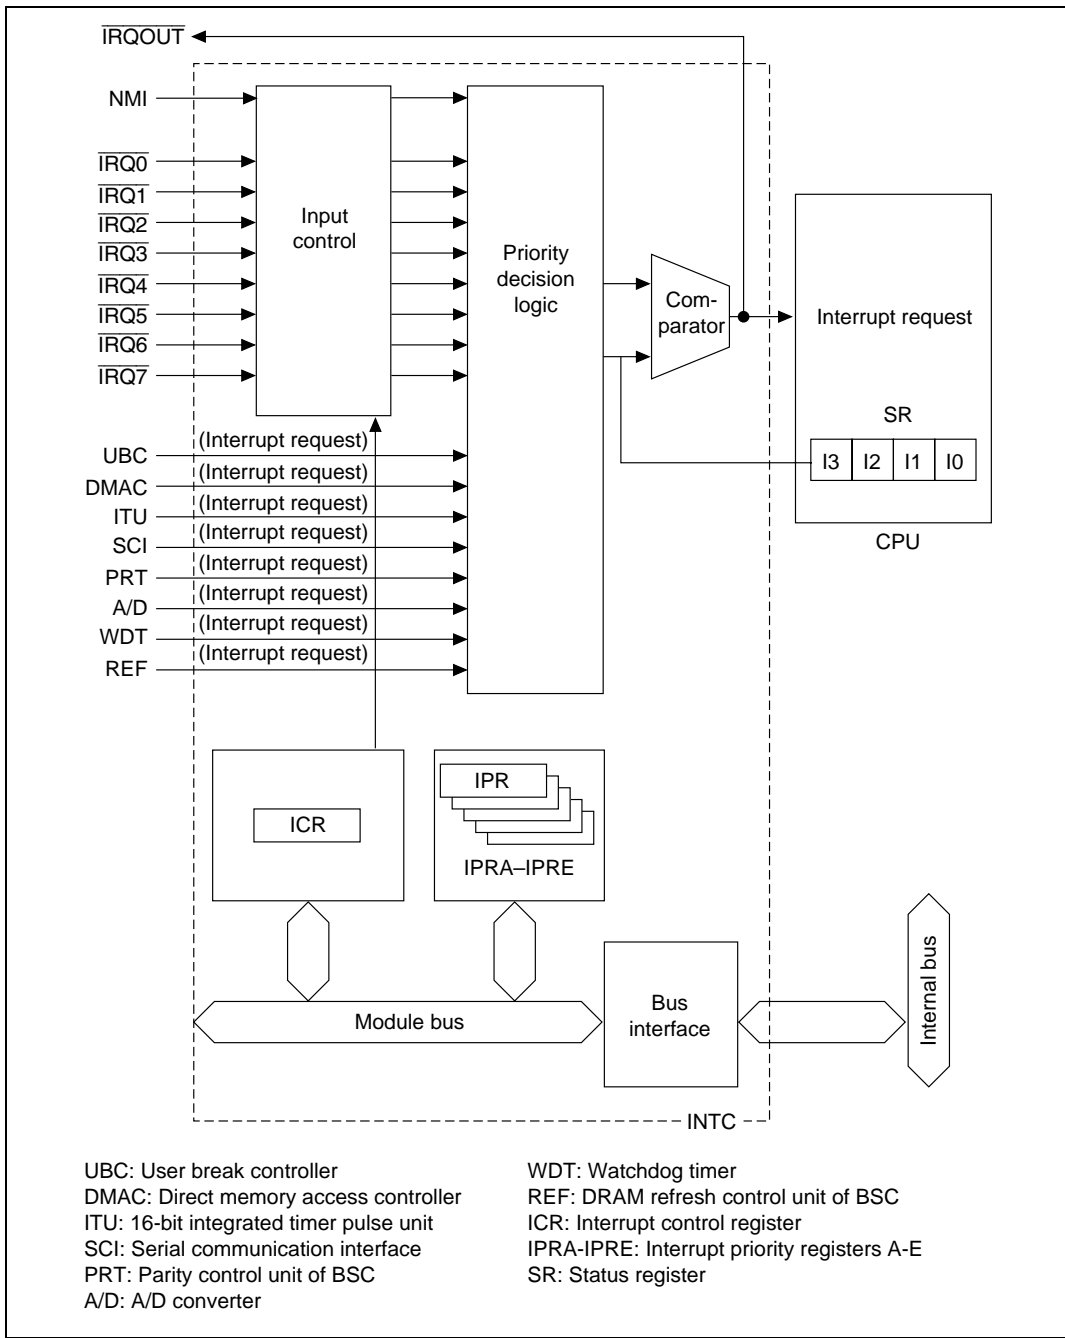 IRQOUT
NMI
IRQ0
IRQ1
IRQ2
IRQ3
IRQ4
IRQ5
IRQ6
IRQ7
Input
control
Priority
decision
logic
Com-
parator
Interrupt request
SR
I3 I2 I1 I0
CPU
UBC (Interrupt request)
DMAC (Interrupt request)
ITU (Interrupt request)
SCI (Interrupt request)
PRT (Interrupt request)
A/D (Interrupt request)
WDT (Interrupt request)
REF (Interrupt request)
ICR
IPR
IPRA–IPRE
Module bus
Bus
interface
Internal bus
INTC
UBC: User break controller
DMAC: Direct memory access controller
ITU: 16-bit integrated timer pulse unit
SCI: Serial communication interface
PRT: Parity control unit of BSC
A/D: A/D converter
WDT: Watchdog timer
REF: DRAM refresh control unit of BSC
ICR: Interrupt control register
IPRA-IPRE: Interrupt priority registers A-E
SR: Status register